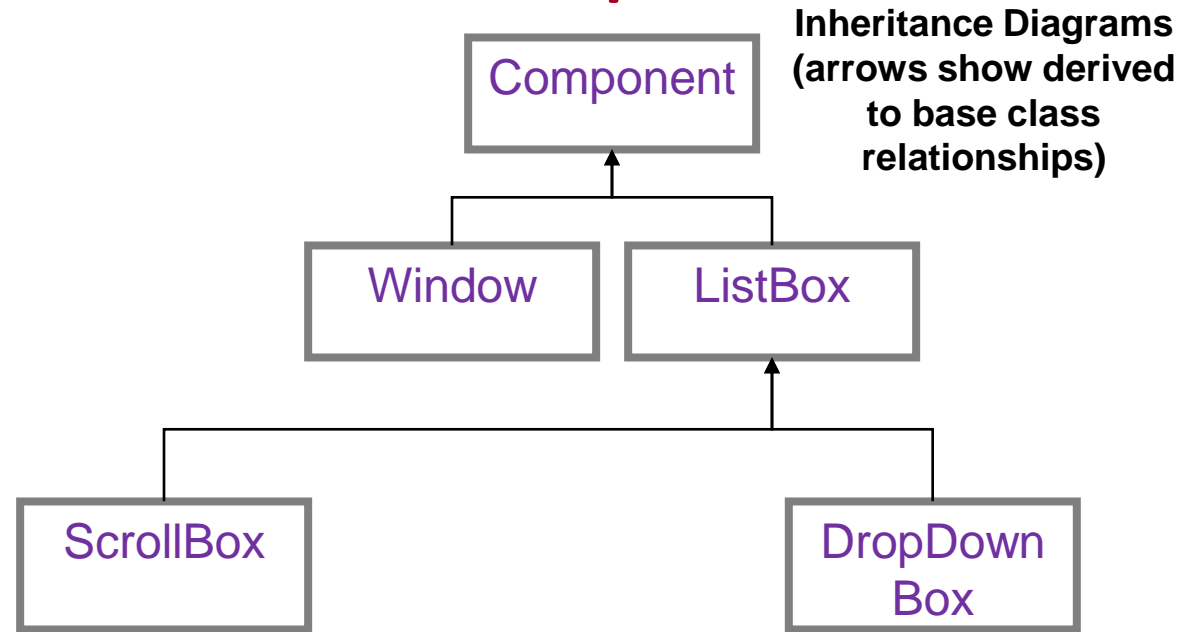 Inheritance Diagrams
(arrows show derived
to base class
relationships)
Component
Window
ListBox
ScrollBox
DropDown
Box